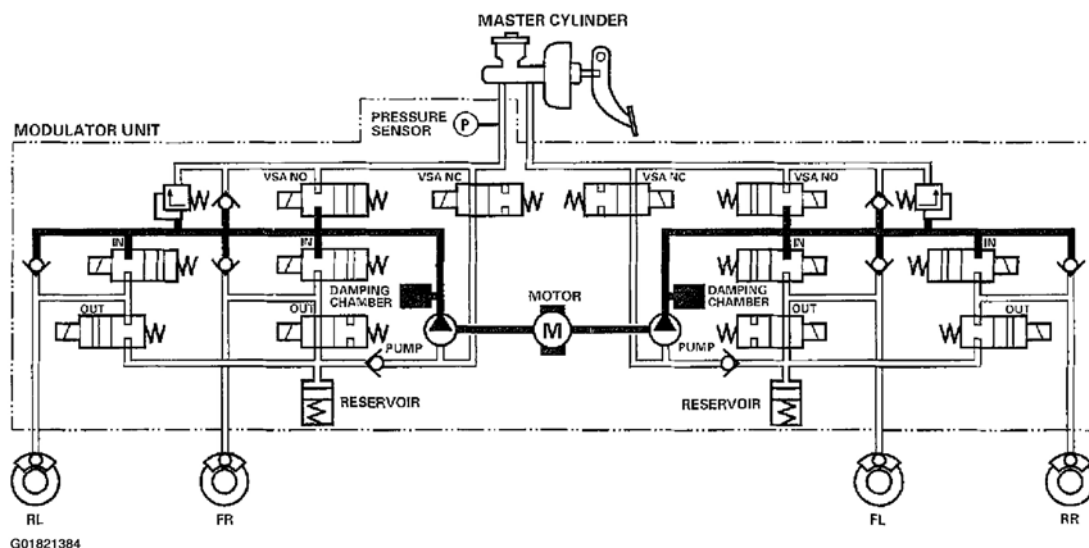 MASTER CYLINDER
PRESSURE
SENSOR
P
MODULATOR UNIT
VSA NO
VSA NC
VSA NC
VSA NO
IN
IN
IN
IN
DAMPING
CHAMBER
MOTOR
DAMPING
CHAMBER
OUT
OUT
M
OUT
OUT
PUMP
PUMP
RESERVOIR
RESERVOIR
RL
FR
FL
RR
G01821384